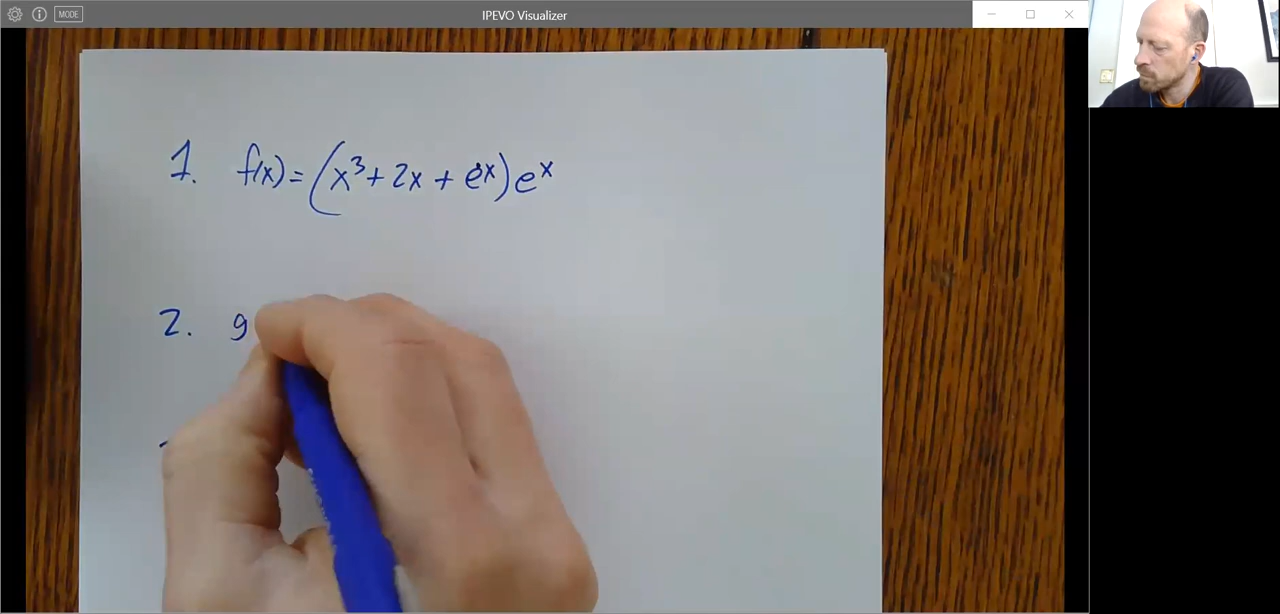 IPEVO Visualizer
MODE
1. f(x) = (x³ + 2x + eˣ)eˣ
2. g